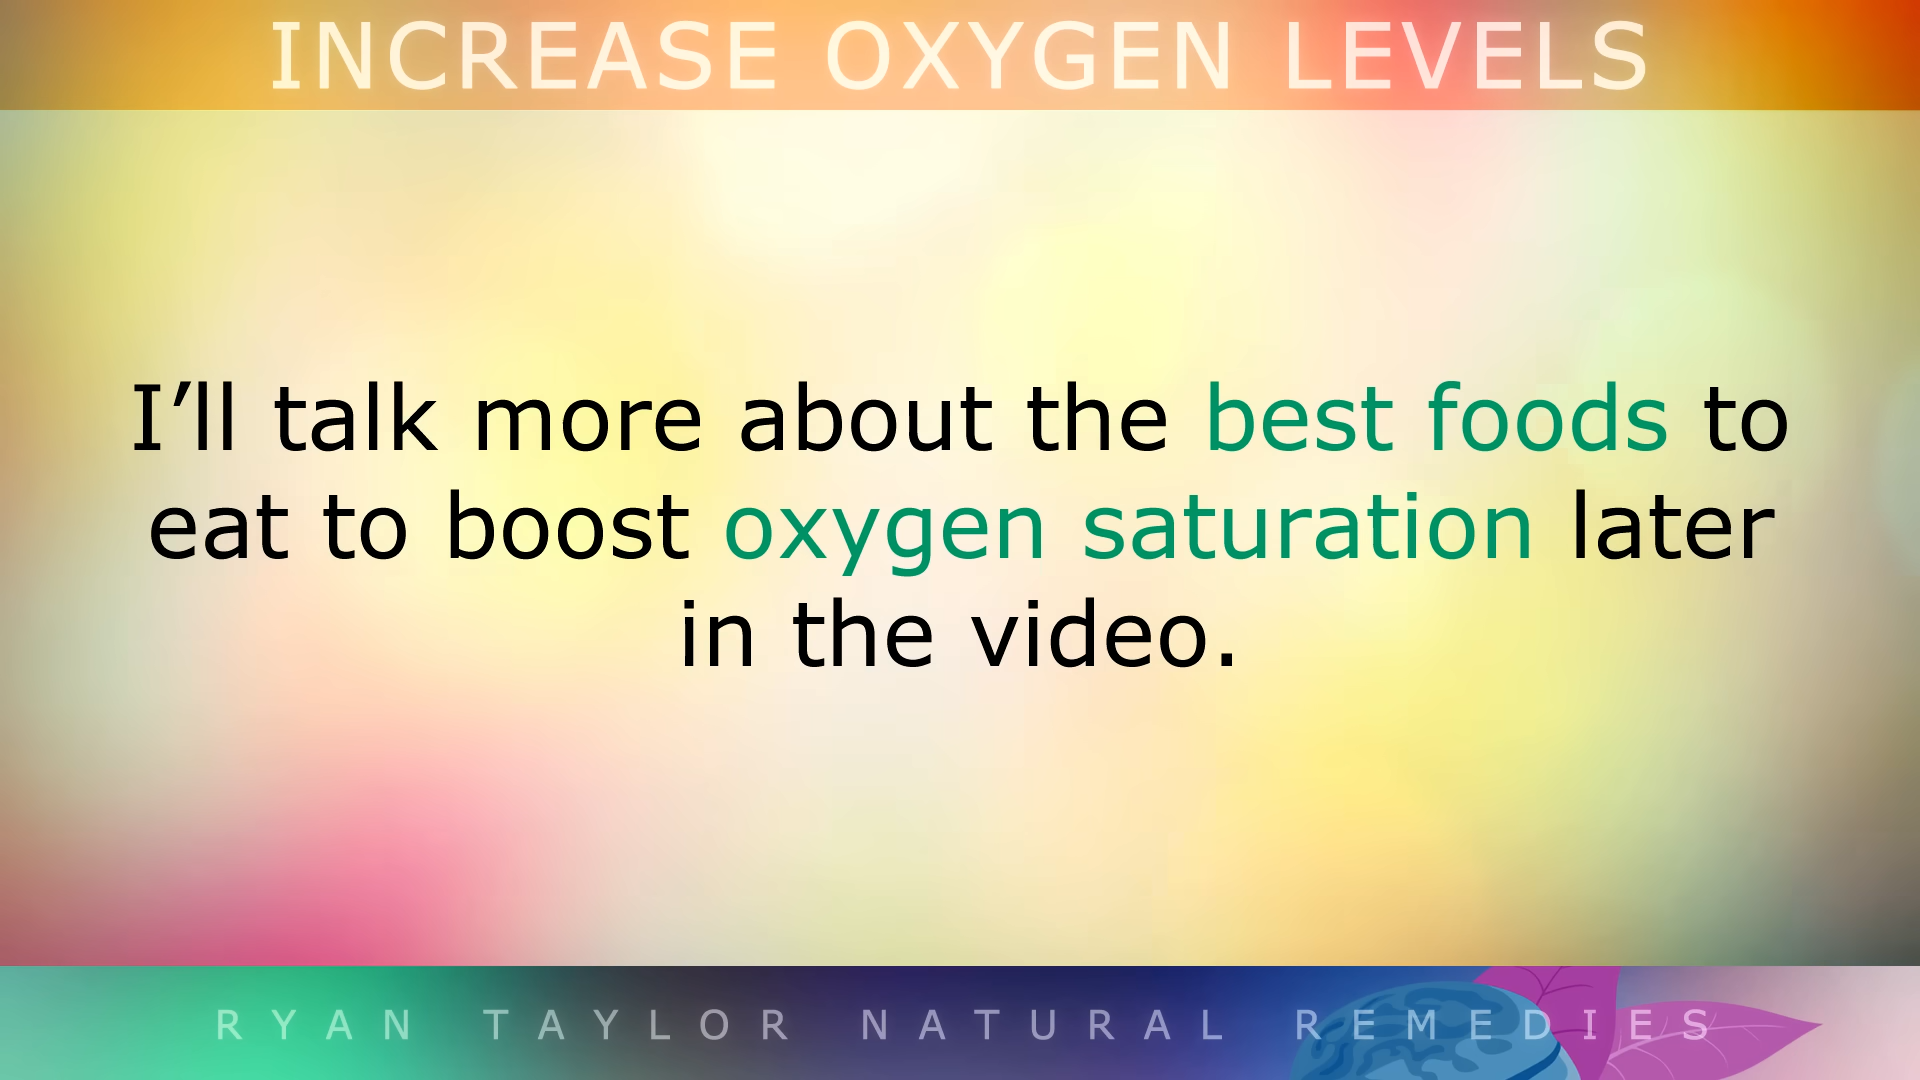 INCREASE OXYGEN LEVELS
I’ll talk more about the best foods to
eat to boost oxygen saturation later
in the video.
RYAN TAYLOR NATURAL REMEDIES